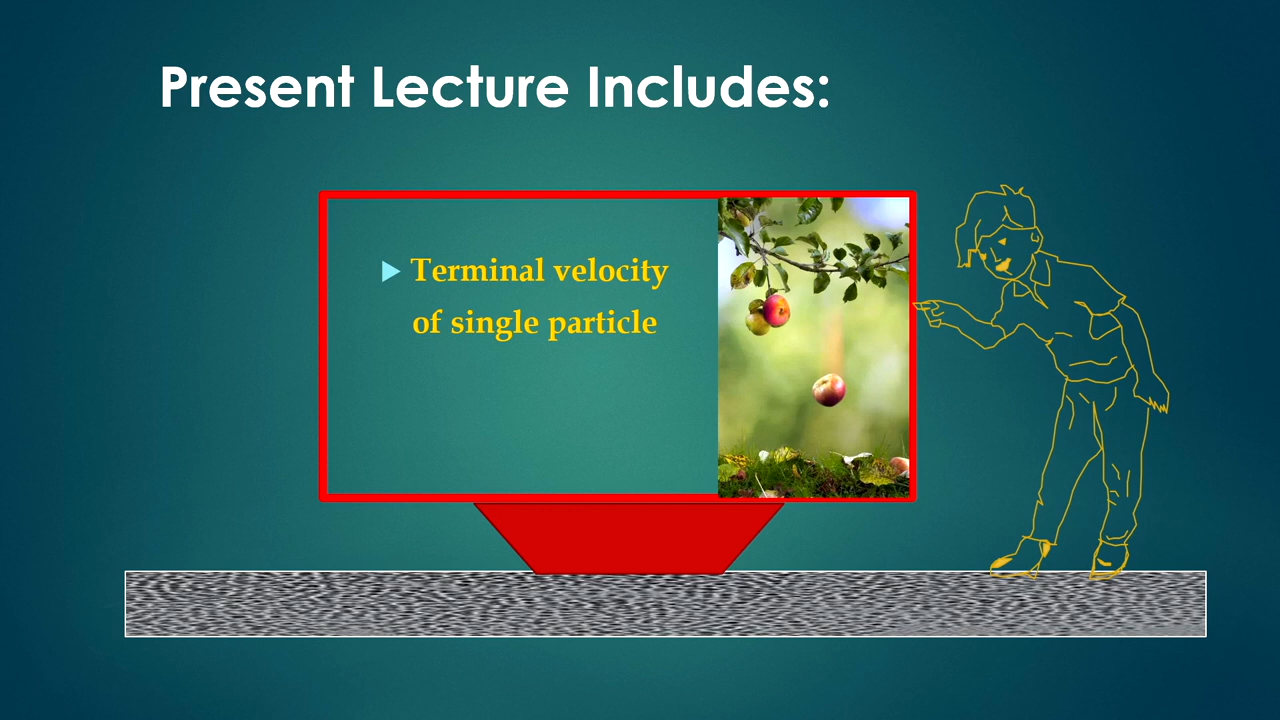 Present Lecture Includes:
Terminal velocity
of single particle